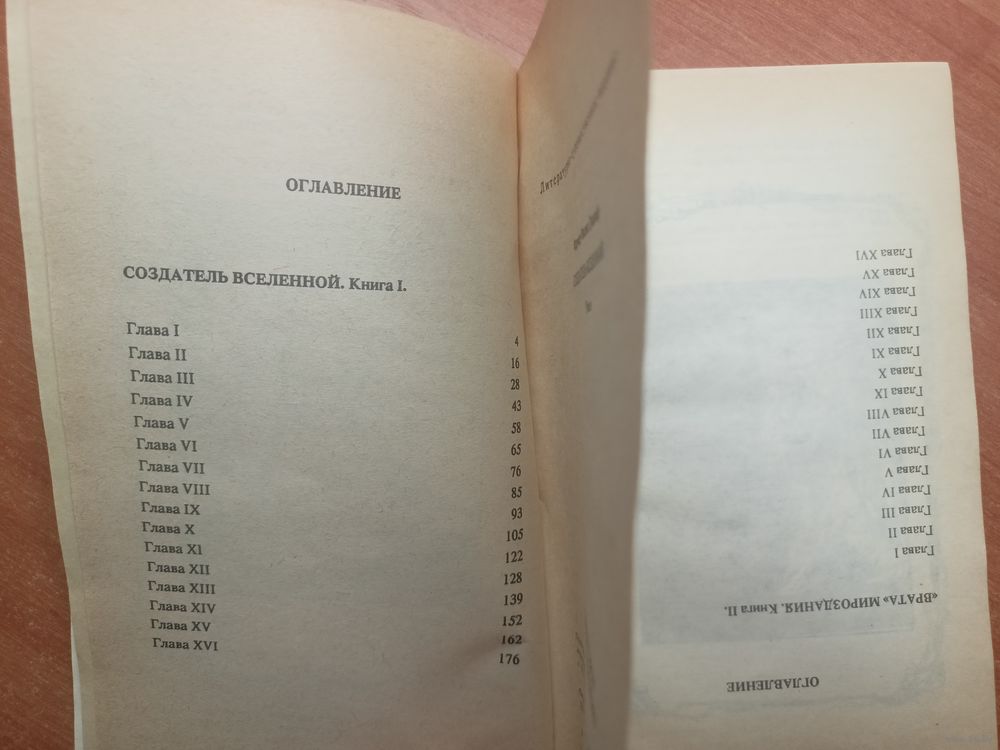 ОГЛАВЛЕНИЕ
СОЗДАТЕЛЬ ВСЕЛЕННОЙ. Книга I.
Глава I 4
Глава II 16
Глава III 28
Глава IV 43
Глава V 58
Глава VI 65
Глава VII 76
Глава VIII 85
Глава IX 93
Глава X 105
Глава XI 122
Глава XII 128
Глава XIII 139
Глава XIV 152
Глава XV 162
Глава XVI 176
ОГЛАВЛЕНИЕ
«ВРАТА» МИРОЗДАНИЯ. Книга II.
Глава I
Глава II
Глава III
Глава IV
Глава V
Глава VI
Глава VII
Глава VIII
Глава IX
Глава X
Глава XI
Глава XII
Глава XIII
Глава XIV
Глава XV
Глава XVI